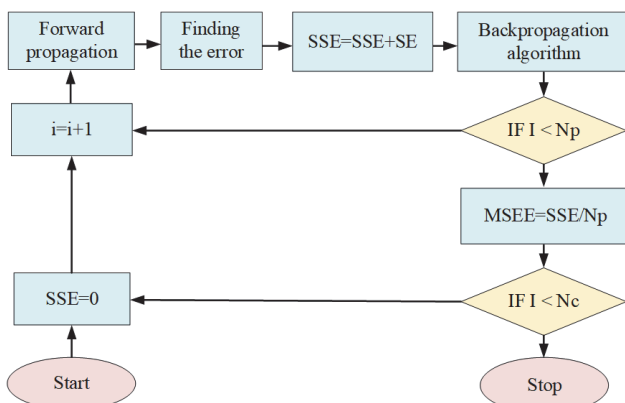 Forward
propagation
Finding
the error
SSE=SSE+SE
Backpropagation
algorithm
i=i+1
IF I < Np
MSEE=SSE/Np
SSE=0
IF I < Nc
Start
Stop